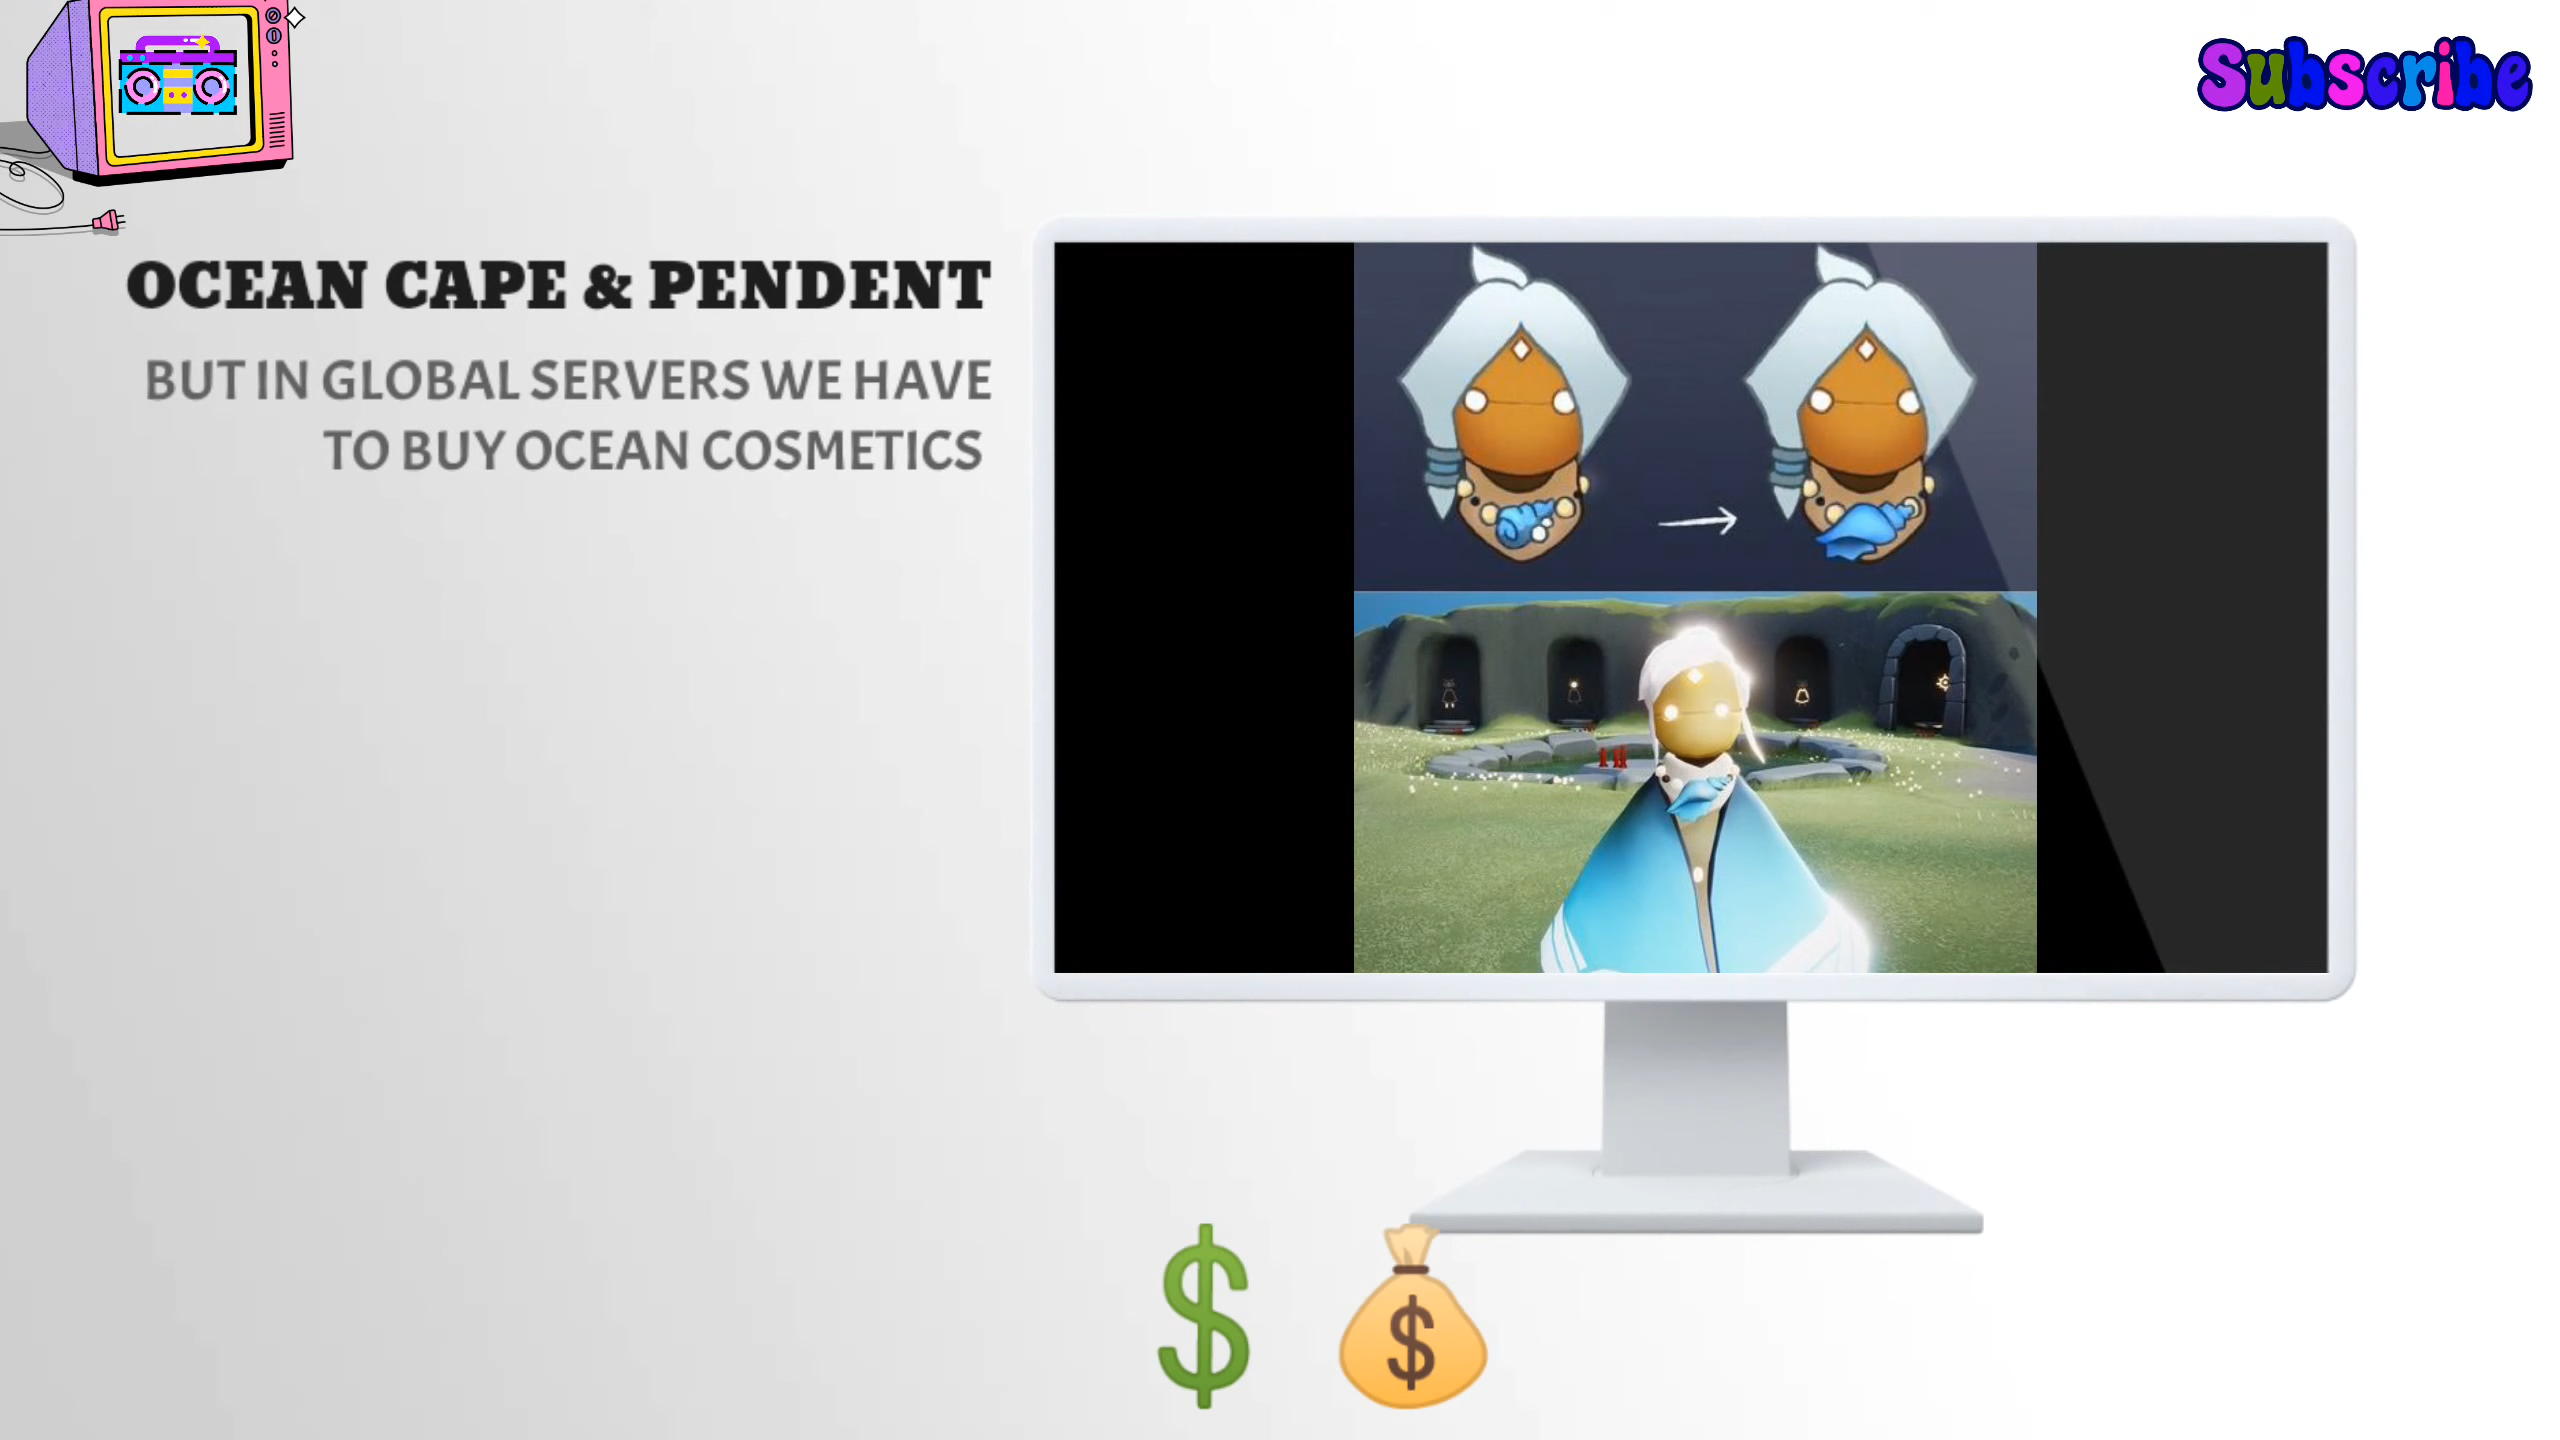 Subscribe
OCEAN CAPE & PENDENT
BUT IN GLOBAL SERVERS WE HAVE
TO BUY OCEAN COSMETICS
$
$